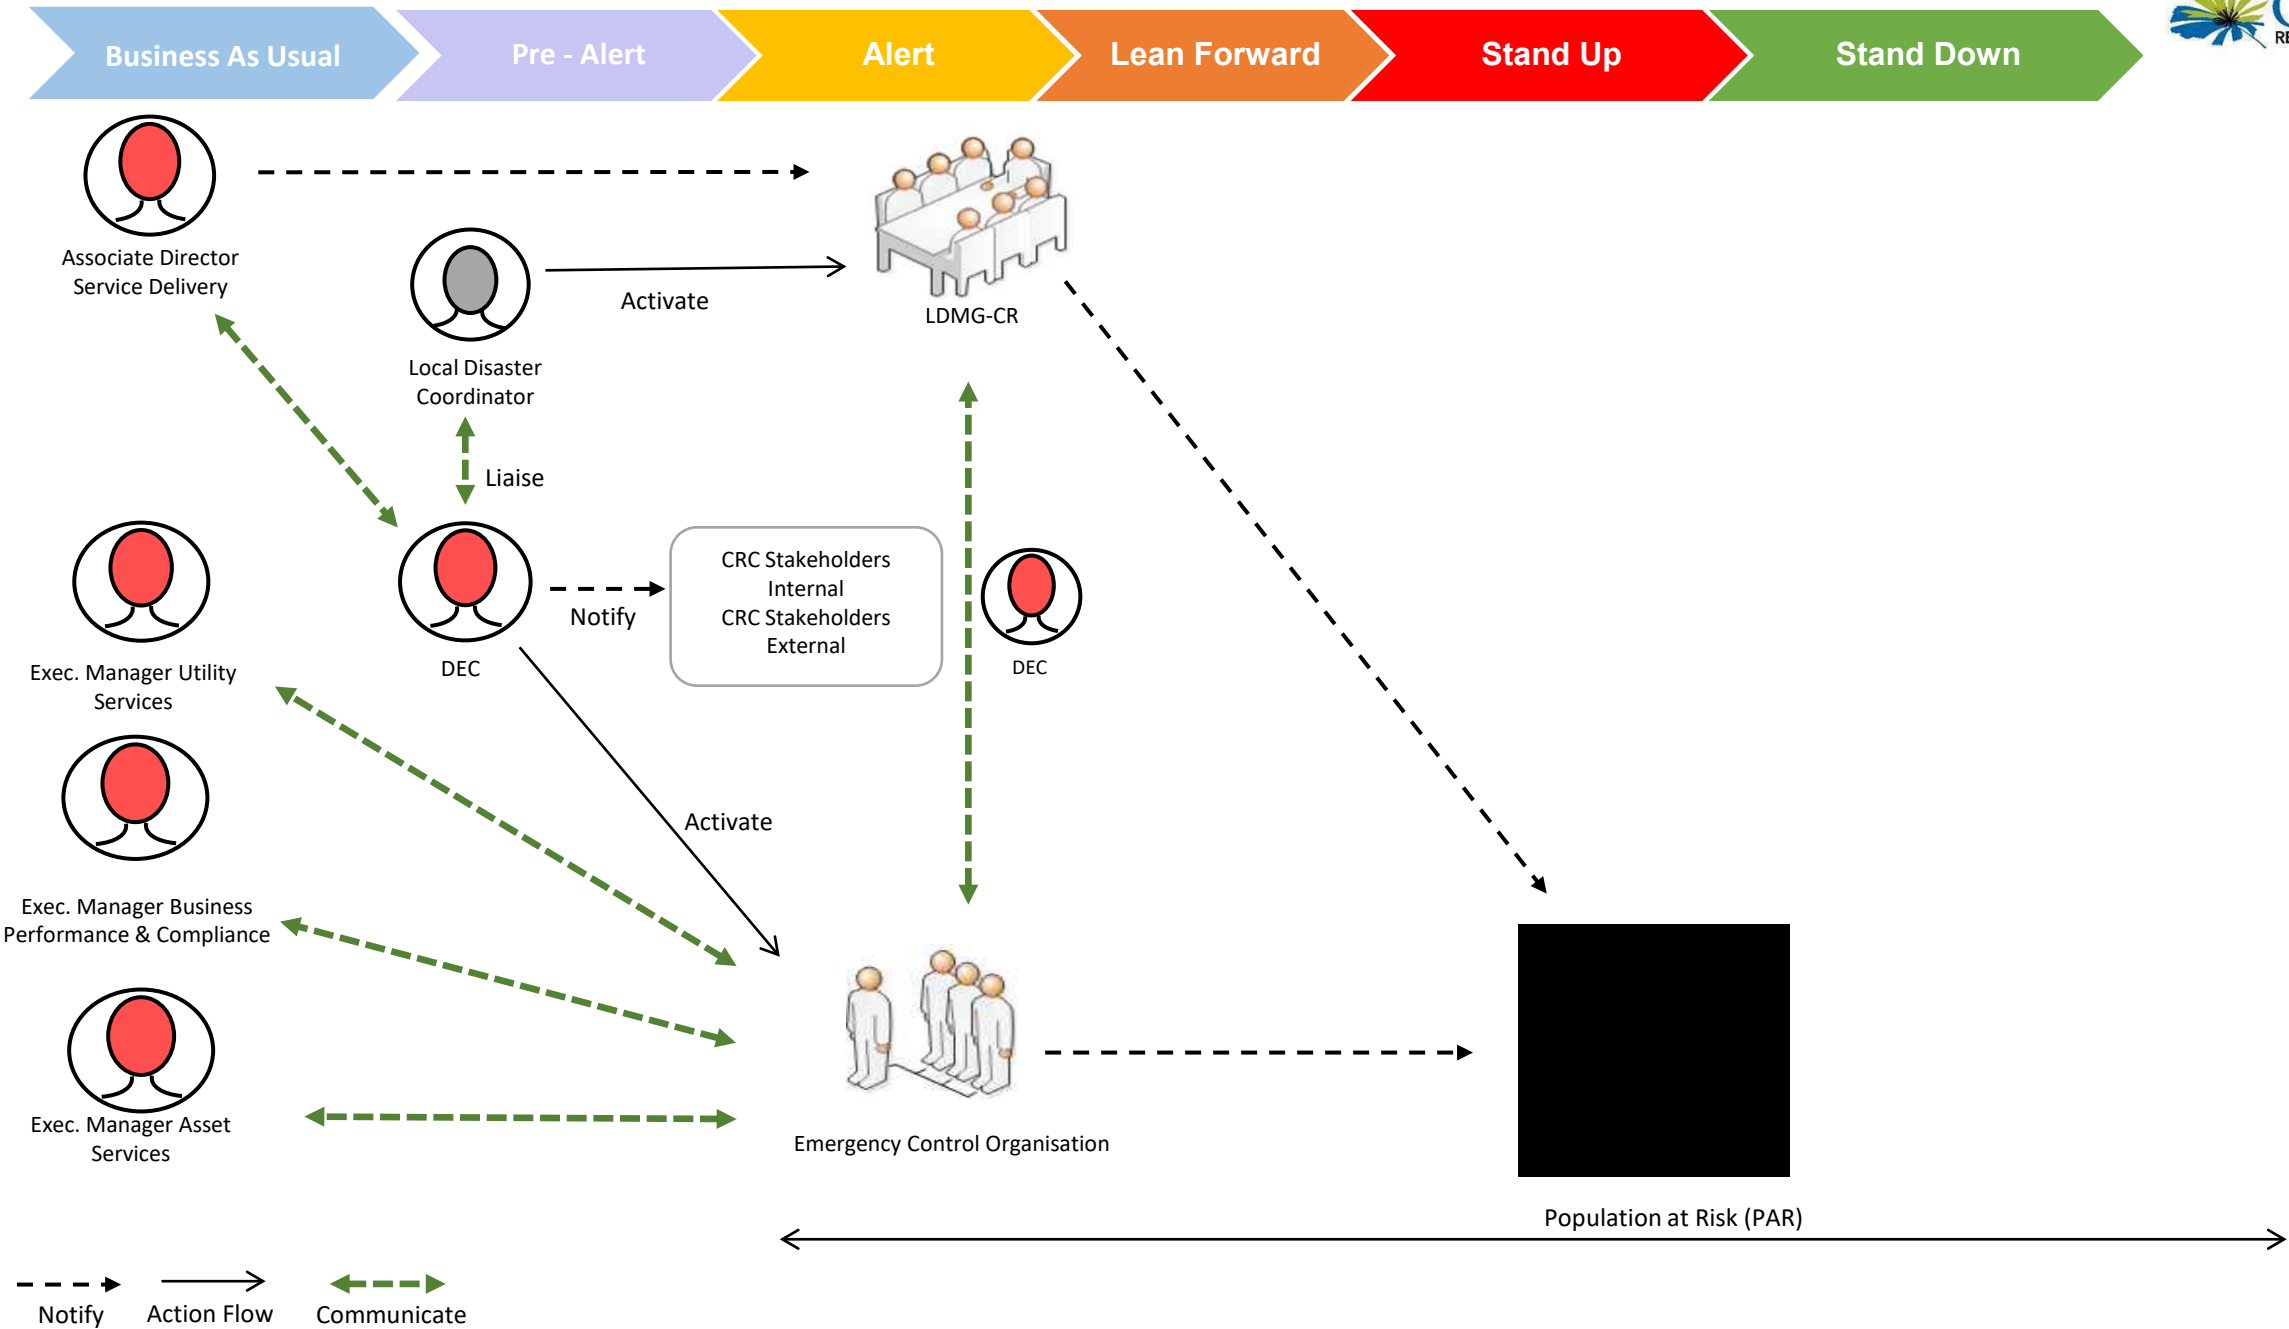 Business As Usual
Pre - Alert
Alert
Lean Forward
Stand Up
Stand Down
RE
Associate Director
Service Delivery
Local Disaster
Coordinator
Activate
LDMG-CR
Liaise
CRC Stakeholders
Internal
CRC Stakeholders
External
Notify
DEC
DEC
Exec. Manager Utility
Services
Activate
Exec. Manager Business
Performance & Compliance
Exec. Manager Asset
Services
Emergency Control Organisation
Population at Risk (PAR)
Notify
Action Flow
Communicate